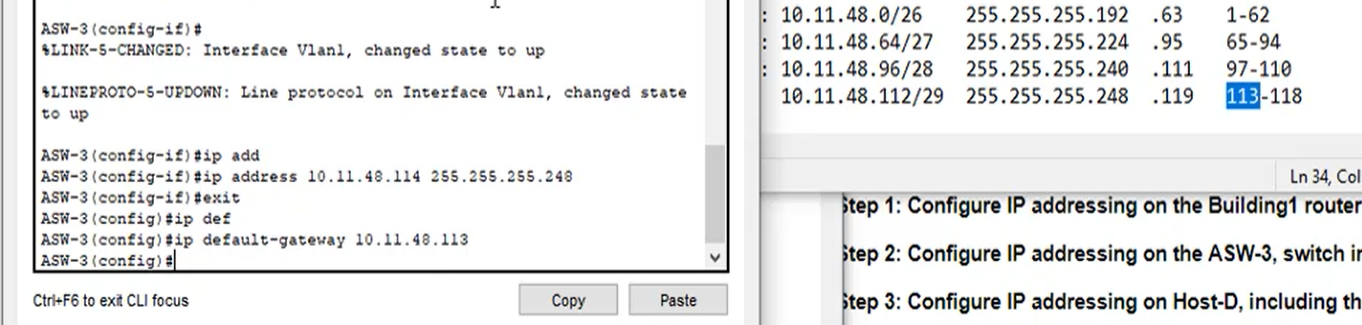 ASW-3(config-if)#
%LINK-5-CHANGED: Interface Vlan1, changed state to up
%LINEPROTO-5-UPDOWN: Line protocol on Interface Vlan1, changed state
to up
ASW-3(config-if)#ip add
ASW-3(config-if)#ip address 10.11.48.114 255.255.255.248
ASW-3(config-if)#exit
ASW-3(config)#ip def
ASW-3(config)#ip default-gateway 10.11.48.113
ASW-3(config)#
Ctrl+F6 to exit CLI focus
Copy
Paste
: 10.11.48.0/26 255.255.255.192 .63 1-62
: 10.11.48.64/27 255.255.255.224 .95 65-94
: 10.11.48.96/28 255.255.255.240 .111 97-110
10.11.48.112/29 255.255.255.248 .119 113-118
Ln 34, Col
Step 1: Configure IP addressing on the Building1 router
Step 2: Configure IP addressing on the ASW-3, switch in
Step 3: Configure IP addressing on Host-D, including th